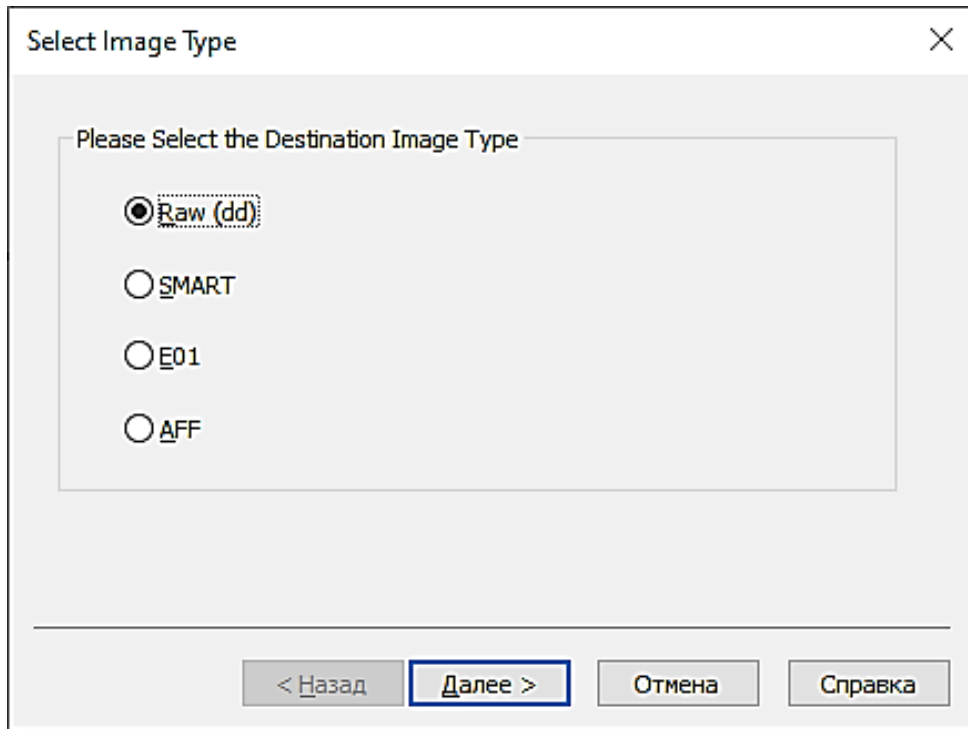 Select Image Type
Please Select the Destination Image Type
Raw (dd)
SMART
E01
AFF
< Назад Далее > Отмена Справка